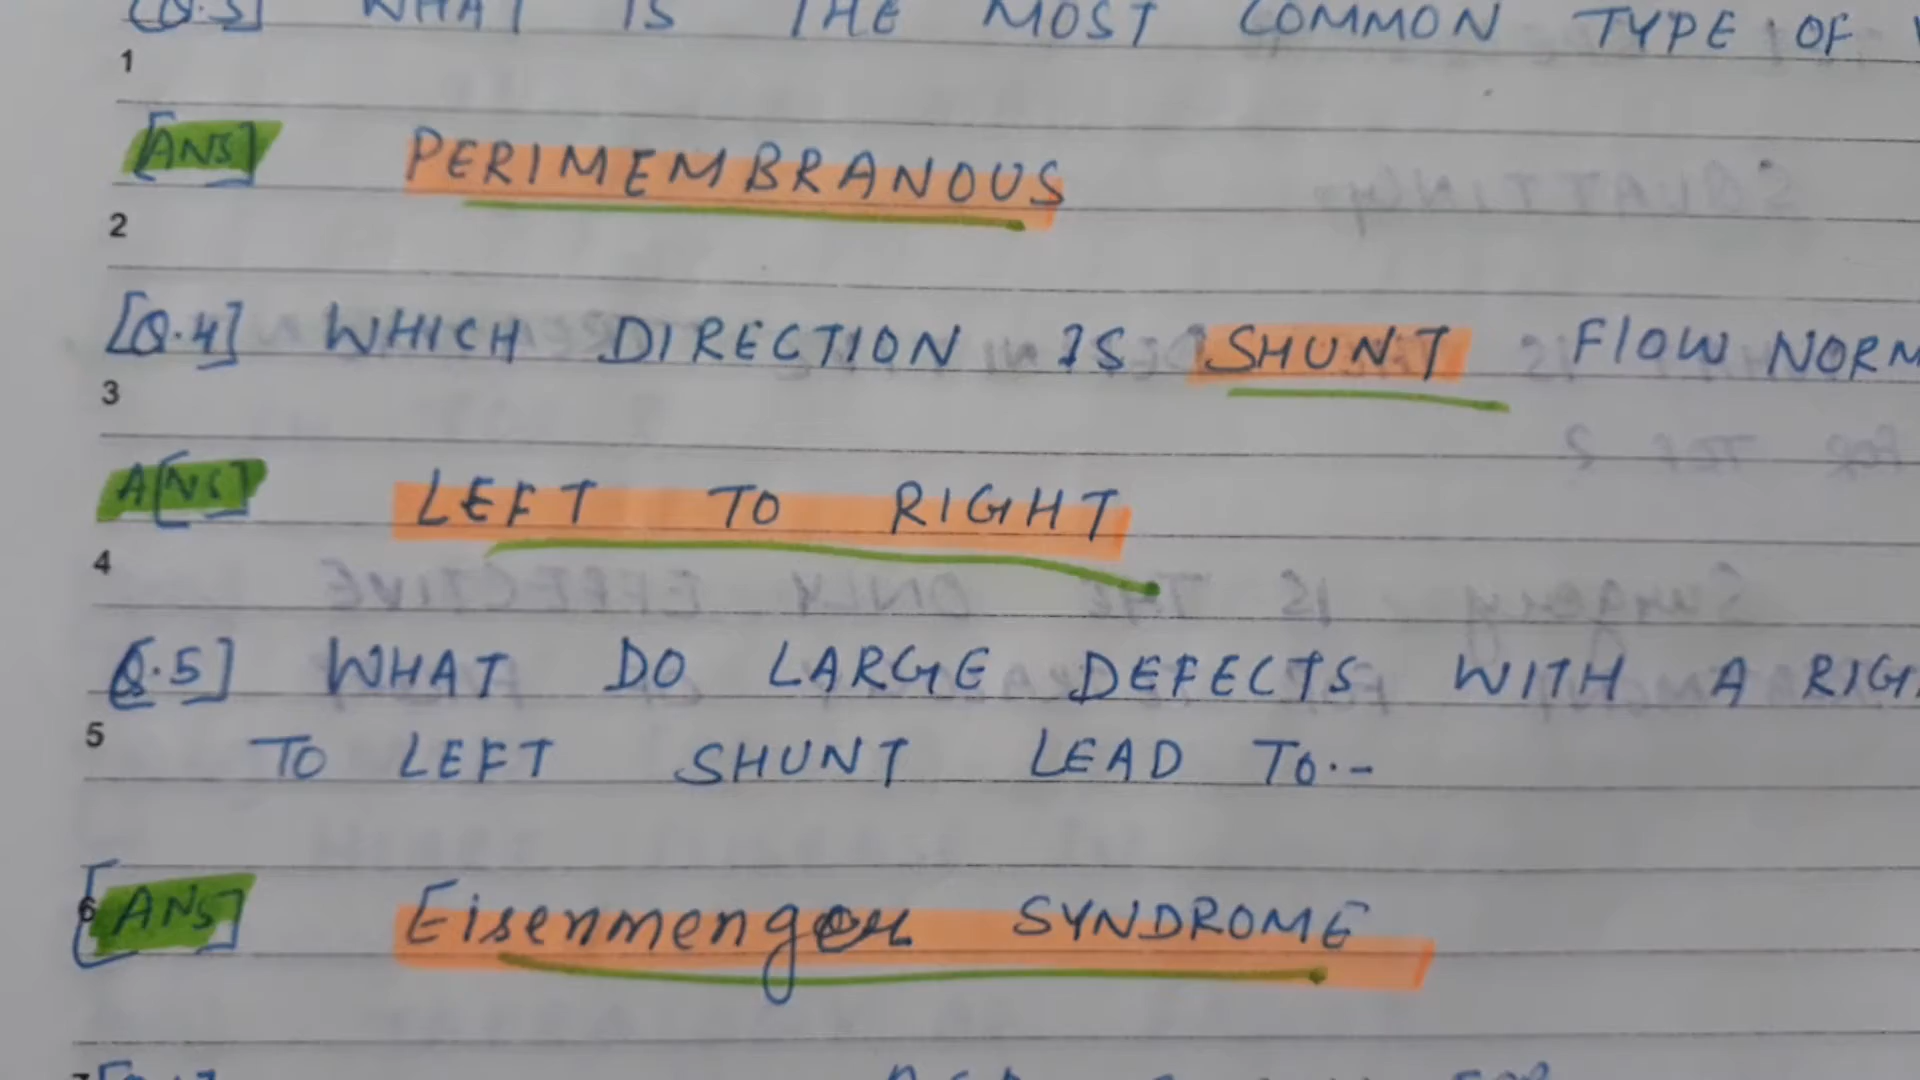 [Q.3] WHAT IS THE MOST COMMON TYPE OF
1
[ANS] PERIMEMBRANOUS
2
[Q.4] WHICH DIRECTION IS SHUNT FLOW NORM
3
A[NS] LEFT TO RIGHT
4
[Q.5] WHAT DO LARGE DEFECTS WITH A RIG
5
TO LEFT SHUNT LEAD TO.-
6
[ANS] Eisenmenger SYNDROME